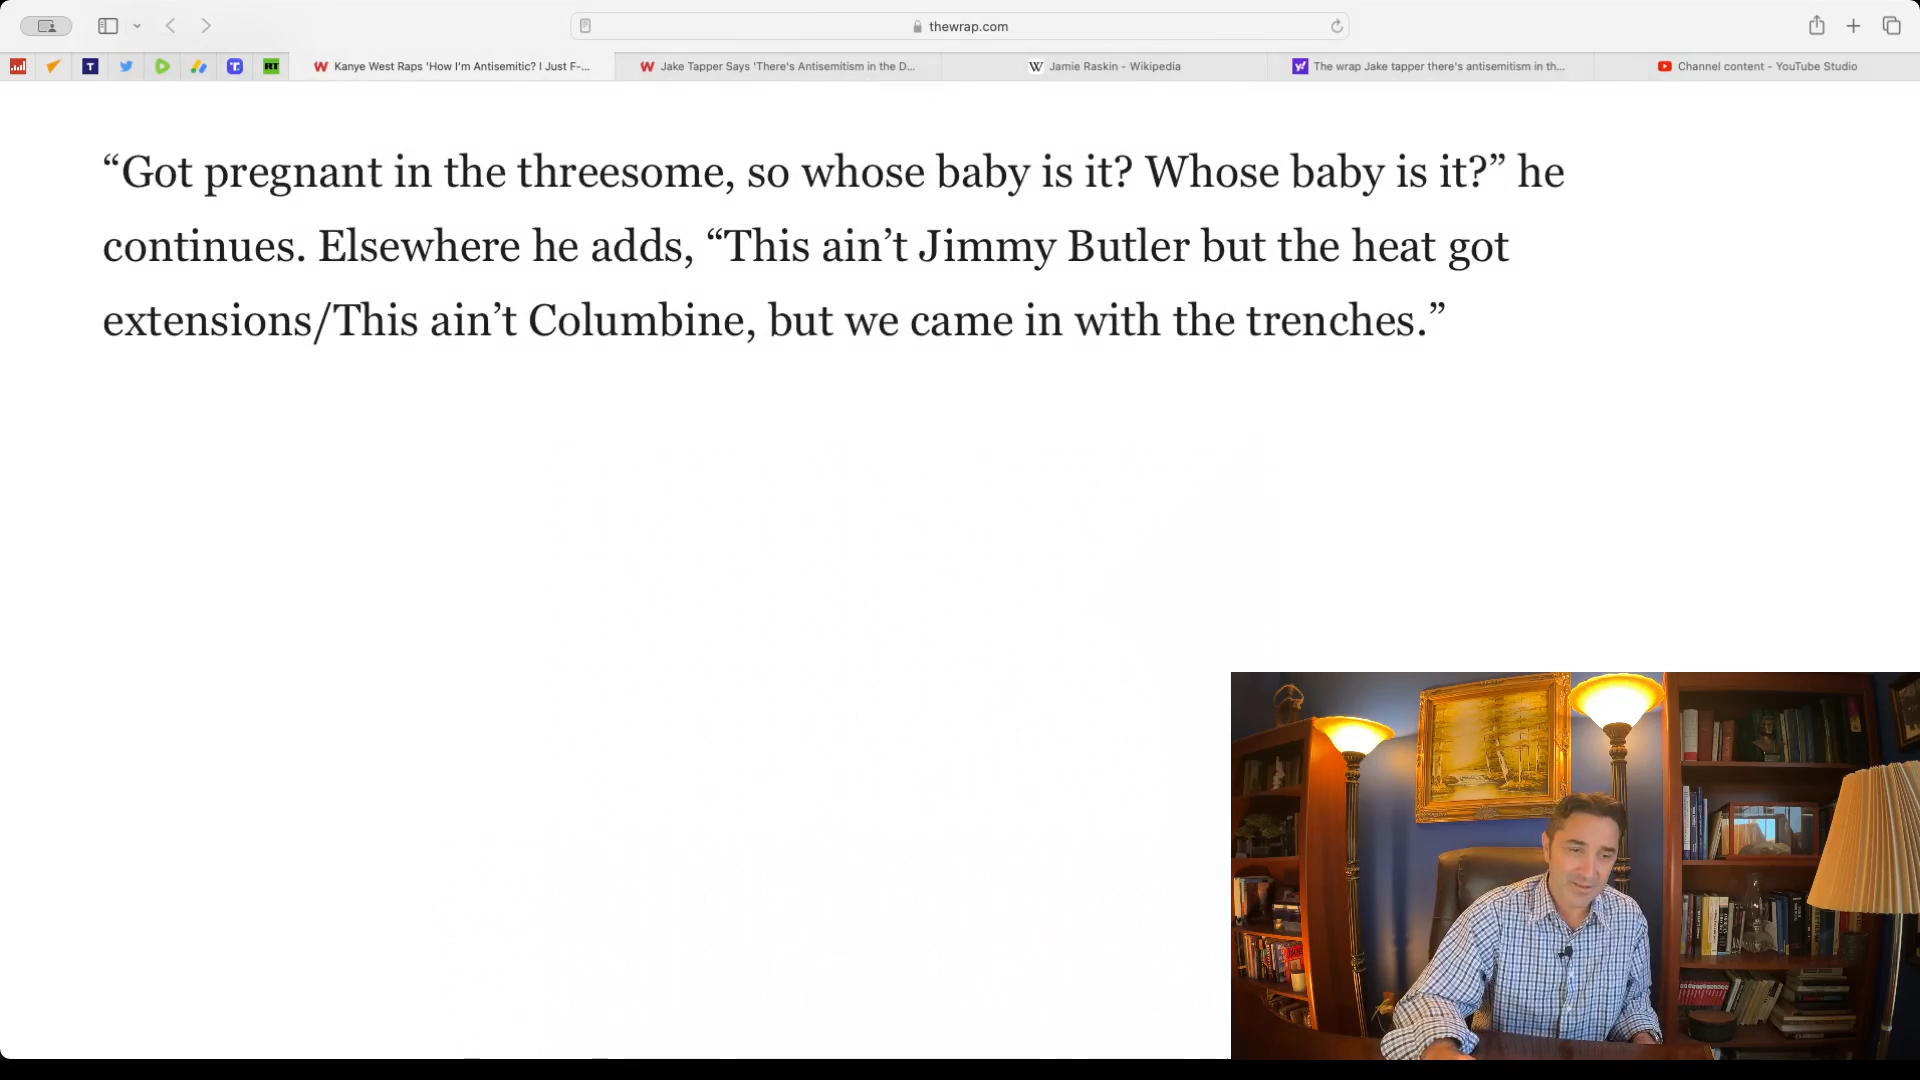 thewrap.com
Kanye West Raps 'How I'm Antisemitic? I Just F-...
Jake Tapper Says 'There's Antisemitism in the D...
Jamie Raskin - Wikipedia
The wrap Jake tapper there's antisemitism in th...
Channel content - YouTube Studio
“Got pregnant in the threesome, so whose baby is it? Whose baby is it?” he
continues. Elsewhere he adds, “This ain’t Jimmy Butler but the heat got
extensions/This ain’t Columbine, but we came in with the trenches.”